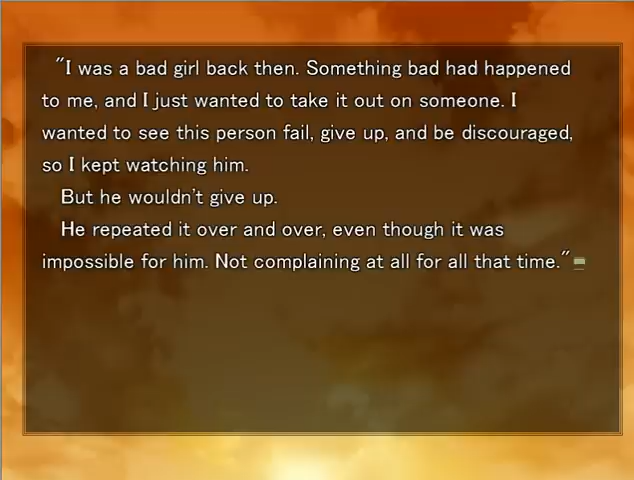 "I was a bad girl back then. Something bad had happened
to me, and I just wanted to take it out on someone. I
wanted to see this person fail, give up, and be discouraged,
so I kept watching him.
But he wouldn't give up.
He repeated it over and over, even though it was
impossible for him. Not complaining at all for all that time."